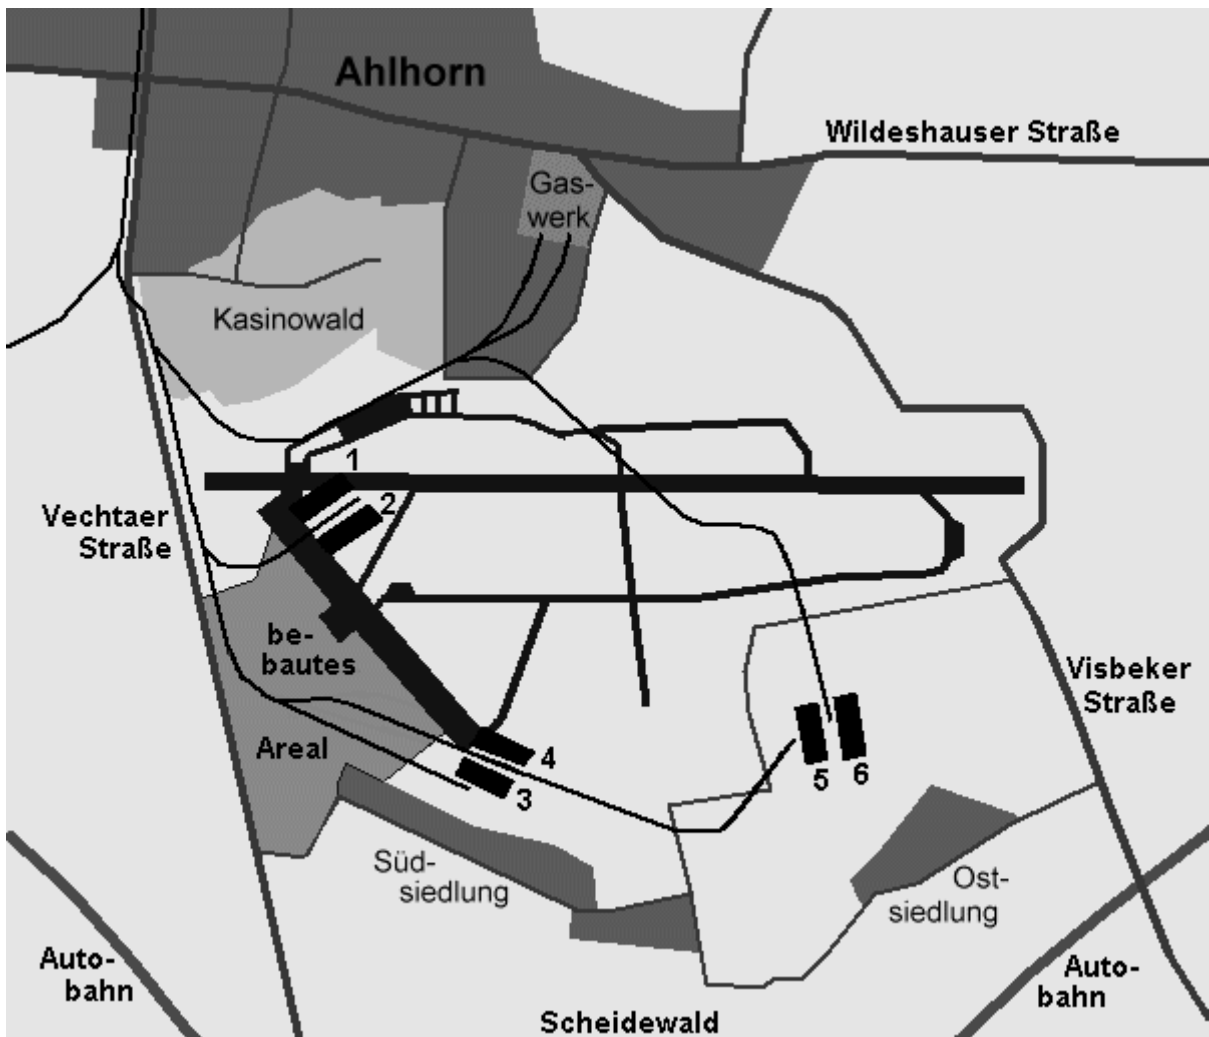 Ahlhorn
Wildeshauser Straße
Gas-
werk
Kasinowald
1
2
Vechtaer
Straße
be-
bautes
Areal
Visbeker
Straße
4
3
5
6
Süd-
siedlung
Ost-
siedlung
Auto-
bahn
Auto-
bahn
Scheidewald